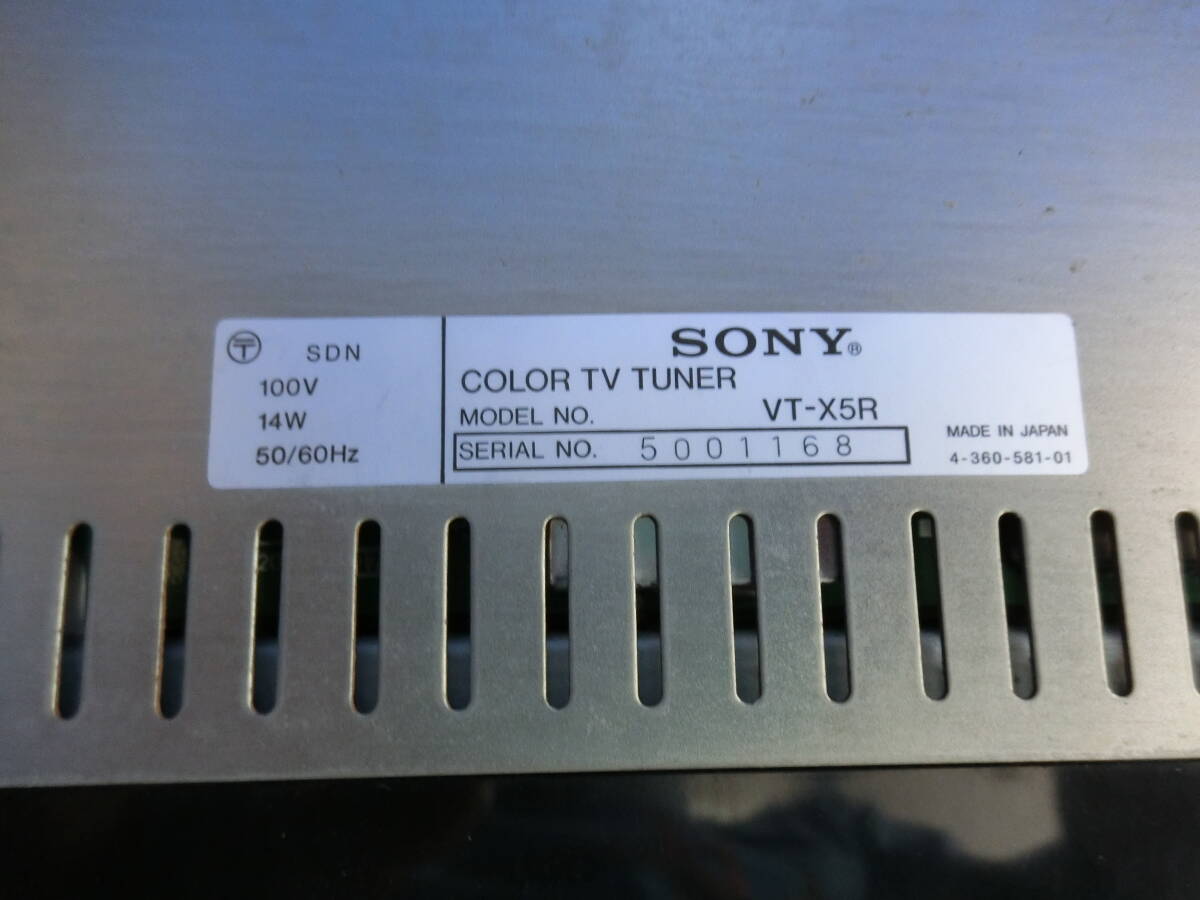 SDN
100V
14W
50/60Hz
SONY®
COLOR TV TUNER
MODEL NO. VT-X5R
SERIAL NO. 5001168
MADE IN JAPAN
4-360-581-01